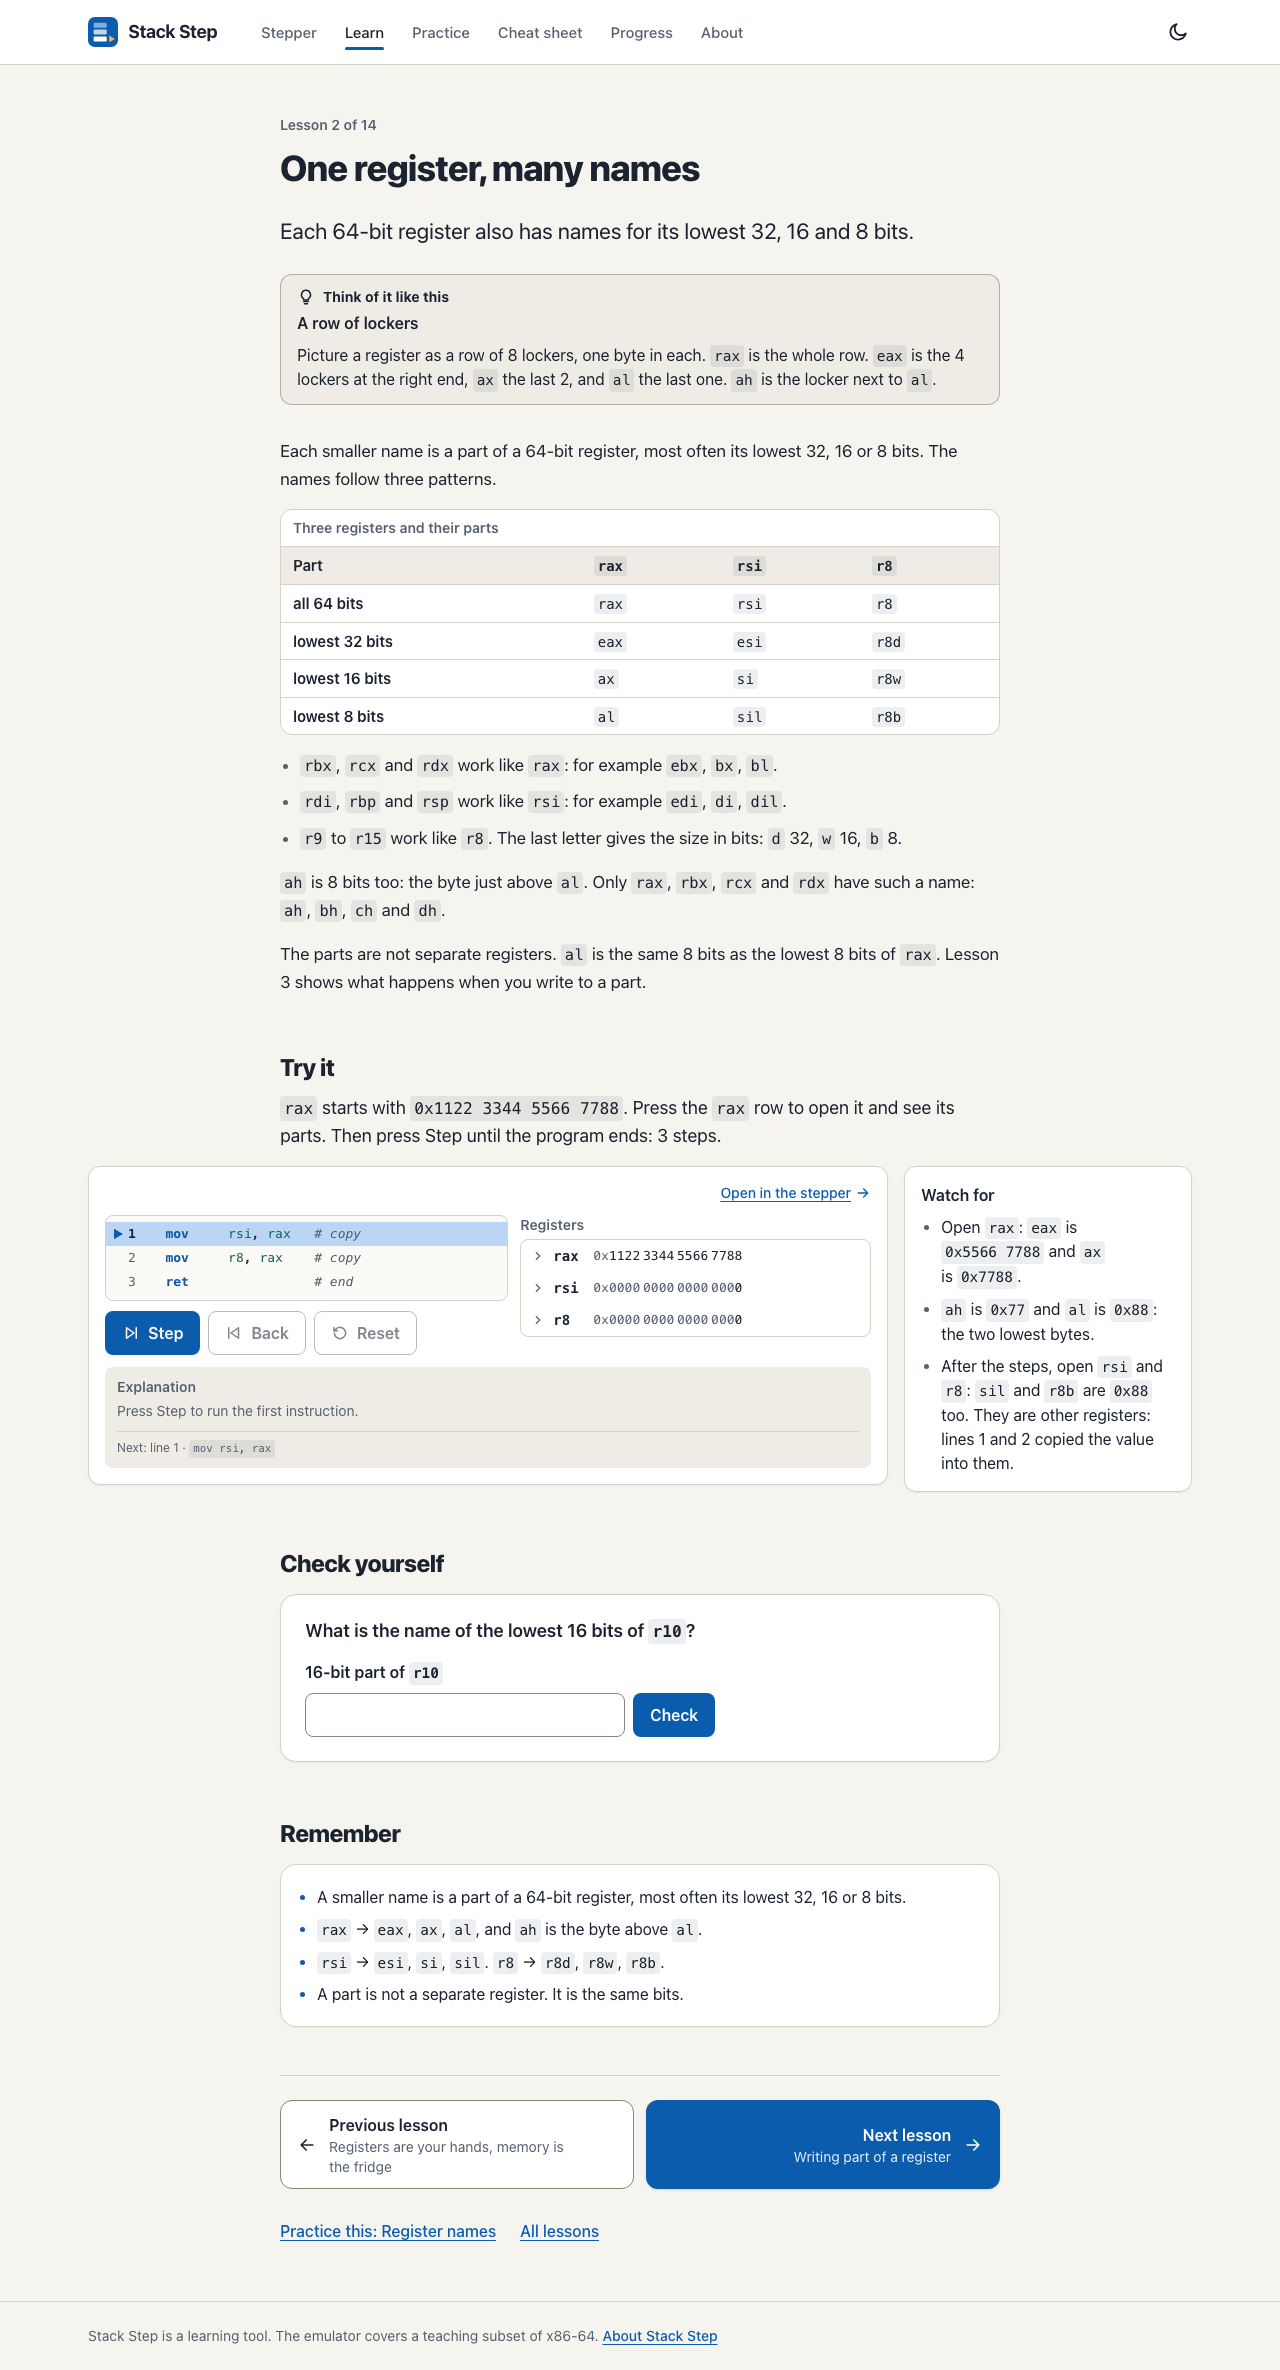 Stack Step Stepper Learn Practice Cheat sheet Progress About
Lesson 2 of 14
One register, many names
Each 64-bit register also has names for its lowest 32, 16 and 8 bits.
Think of it like this
A row of lockers
Picture a register as a row of 8 lockers, one byte in each. rax is the whole row. eax is the 4
lockers at the right end, ax the last 2, and al the last one. ah is the locker next to al.
Each smaller name is a part of a 64-bit register, most often its lowest 32, 16 or 8 bits. The
names follow three patterns.
Three registers and their parts
Part rax rsi r8
all 64 bits rax rsi r8
lowest 32 bits eax esi r8d
lowest 16 bits ax si r8w
lowest 8 bits al sil r8b
• rbx, rcx and rdx work like rax: for example ebx, bx, bl.
• rdi, rbp and rsp work like rsi: for example edi, di, dil.
• r9 to r15 work like r8. The last letter gives the size in bits: d 32, w 16, b 8.
ah is 8 bits too: the byte just above al. Only rax, rbx, rcx and rdx have such a name:
ah, bh, ch and dh.
The parts are not separate registers. al is the same 8 bits as the lowest 8 bits of rax. Lesson
3 shows what happens when you write to a part.
Try it
rax starts with 0x1122 3344 5566 7788. Press the rax row to open it and see its
parts. Then press Step until the program ends: 3 steps.
Open in the stepper →
1 mov rsi, rax # copy
2 mov r8, rax # copy
3 ret # end
Step Back Reset
Registers
rax 0x1122 3344 5566 7788
rsi 0x0000 0000 0000 0000
r8 0x0000 0000 0000 0000
Explanation
Press Step to run the first instruction.
Next: line 1 · mov rsi, rax
Watch for
• Open rax: eax is
0x5566 7788 and ax
is 0x7788.
• ah is 0x77 and al is 0x88:
the two lowest bytes.
• After the steps, open rsi and
r8: sil and r8b are 0x88
too. They are other registers:
lines 1 and 2 copied the value
into them.
Check yourself
What is the name of the lowest 16 bits of r10?
16-bit part of r10
Check
Remember
• A smaller name is a part of a 64-bit register, most often its lowest 32, 16 or 8 bits.
• rax → eax, ax, al, and ah is the byte above al.
• rsi → esi, si, sil. r8 → r8d, r8w, r8b.
• A part is not a separate register. It is the same bits.
← Previous lesson
Registers are your hands, memory is
the fridge
Next lesson →
Writing part of a register
Practice this: Register names All lessons
Stack Step is a learning tool. The emulator covers a teaching subset of x86-64. About Stack Step